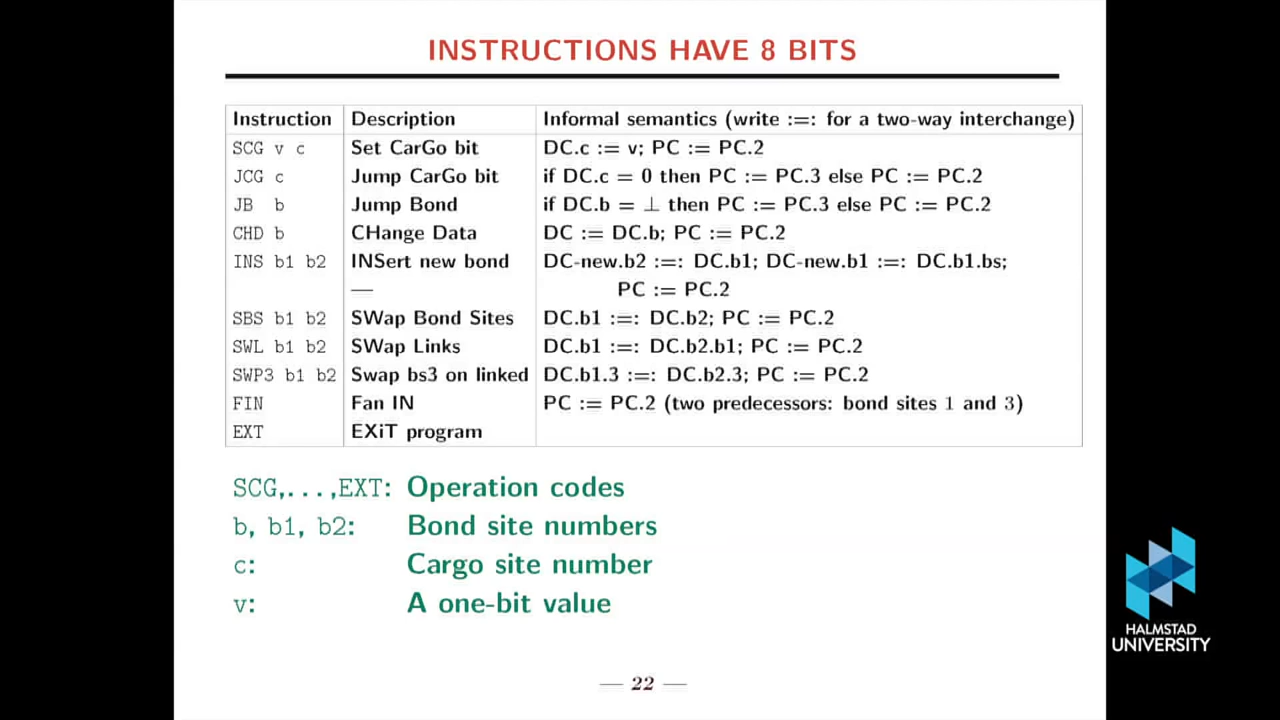 INSTRUCTIONS HAVE 8 BITS
Instruction Description Informal semantics (write :=: for a two-way interchange)
SCG v c Set CarGo bit DC.c := v; PC := PC.2
JCG c Jump CarGo bit if DC.c = 0 then PC := PC.3 else PC := PC.2
JB b Jump Bond if DC.b = ⊥ then PC := PC.3 else PC := PC.2
CHD b CHange Data DC := DC.b; PC := PC.2
INS b1 b2 INSert new bond DC-new.b2 :=: DC.b1; DC-new.b1 :=: DC.b1.bs;
— PC := PC.2
SBS b1 b2 SWap Bond Sites DC.b1 :=: DC.b2; PC := PC.2
SWL b1 b2 SWap Links DC.b1 :=: DC.b2.b1; PC := PC.2
SWP3 b1 b2 Swap bs3 on linked DC.b1.3 :=: DC.b2.3; PC := PC.2
FIN Fan IN PC := PC.2 (two predecessors: bond sites 1 and 3)
EXT EXiT program
SCG,...,EXT: Operation codes
b, b1, b2: Bond site numbers
c: Cargo site number
v: A one-bit value
HALMSTAD
UNIVERSITY
— 22 —